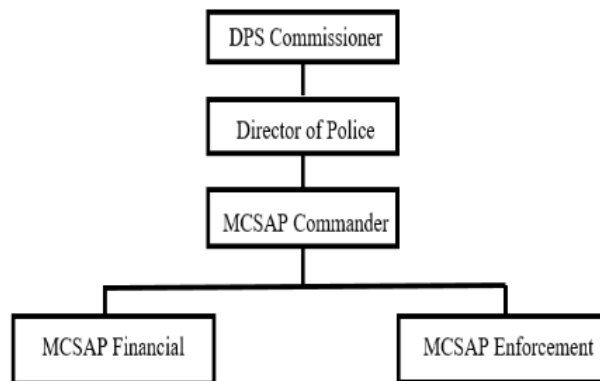 DPS Commissioner
Director of Police
MCSAP Commander
MCSAP Financial
MCSAP Enforcement